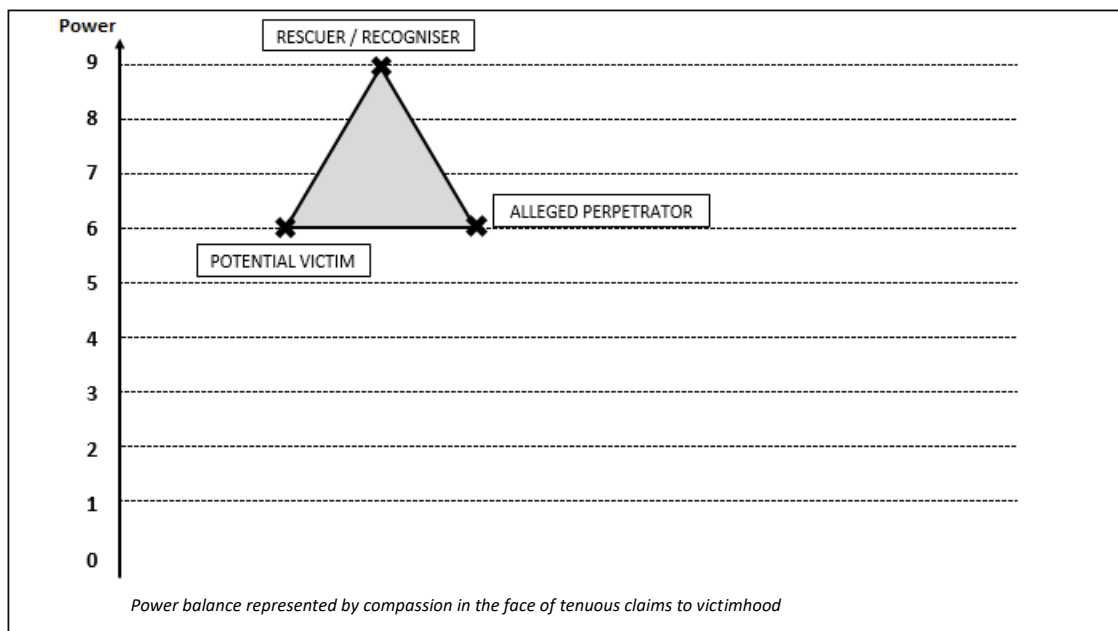 Power
RESCUER / RECOGNISER
9
8
7
ALLEGED PERPETRATOR
6
POTENTIAL VICTIM
5
4
3
2
1
0
Power balance represented by compassion in the face of tenuous claims to victimhood